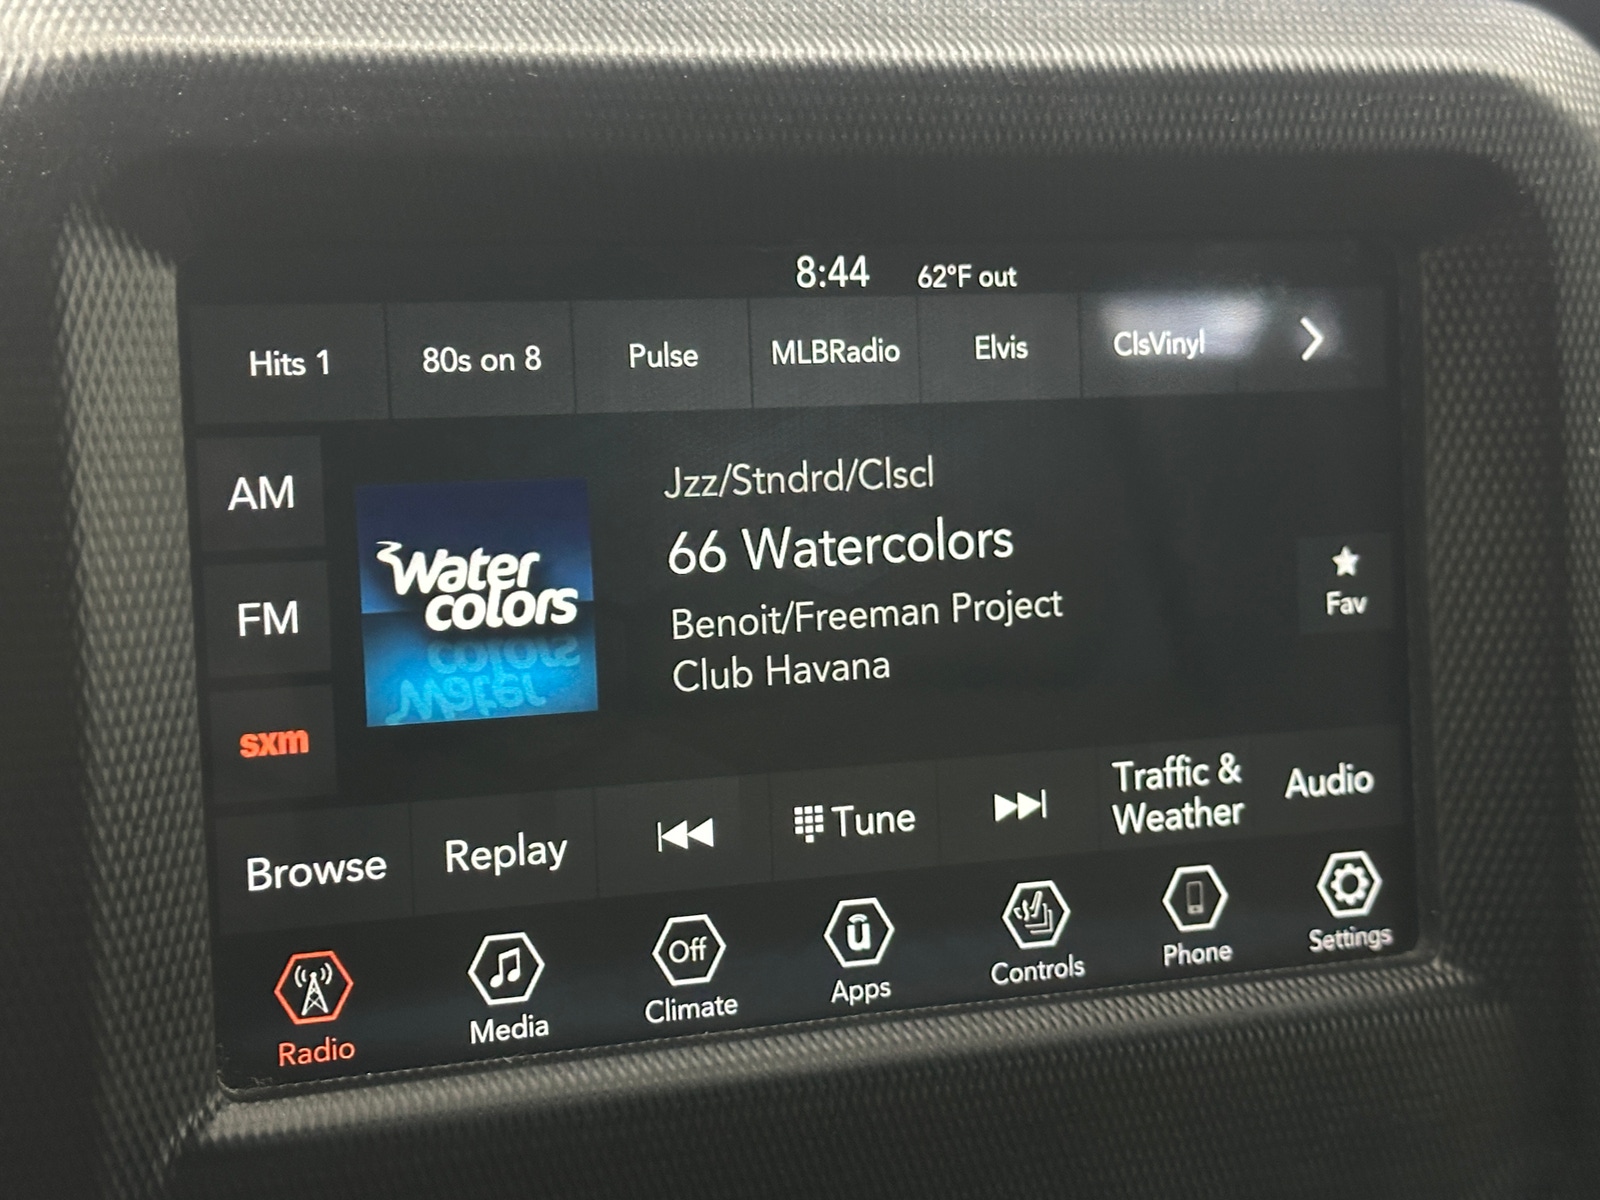 8:44 62°F out
Hits 1 80s on 8 Pulse MLBRadio Elvis ClsVinyl
AM
FM
sxm
Water
colors
Jzz/Stndrd/Clscl
66 Watercolors
Benoit/Freeman Project
Club Havana
Fav
Browse Replay Tune Traffic &
Weather Audio
Off
u
Radio Media Climate Apps Controls Phone Settings